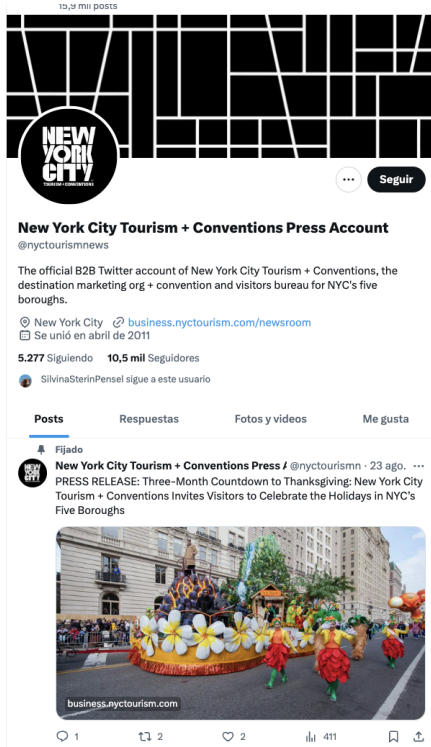 15,9 mil posts
NEW
YORK
CITY
TOURISM + CONVENTIONS
Seguir
New York City Tourism + Conventions Press Account
@nyctourismnews
The official B2B Twitter account of New York City Tourism + Conventions, the
destination marketing org + convention and visitors bureau for NYC's five
boroughs.
New York City business.nyctourism.com/newsroom
Se unió en abril de 2011
5.277 Siguiendo 10,5 mil Seguidores
SilvinaSterinPensel sigue a este usuario
Posts Respuestas Fotos y videos Me gusta
Fijado
New York City Tourism + Conventions Press @nyctourismn · 23 ago. ···
PRESS RELEASE: Three-Month Countdown to Thanksgiving: New York City
Tourism + Conventions Invites Visitors to Celebrate the Holidays in NYC's
Five Boroughs
NEW
YORK
CITY
business.nyctourism.com
1 2 2 411